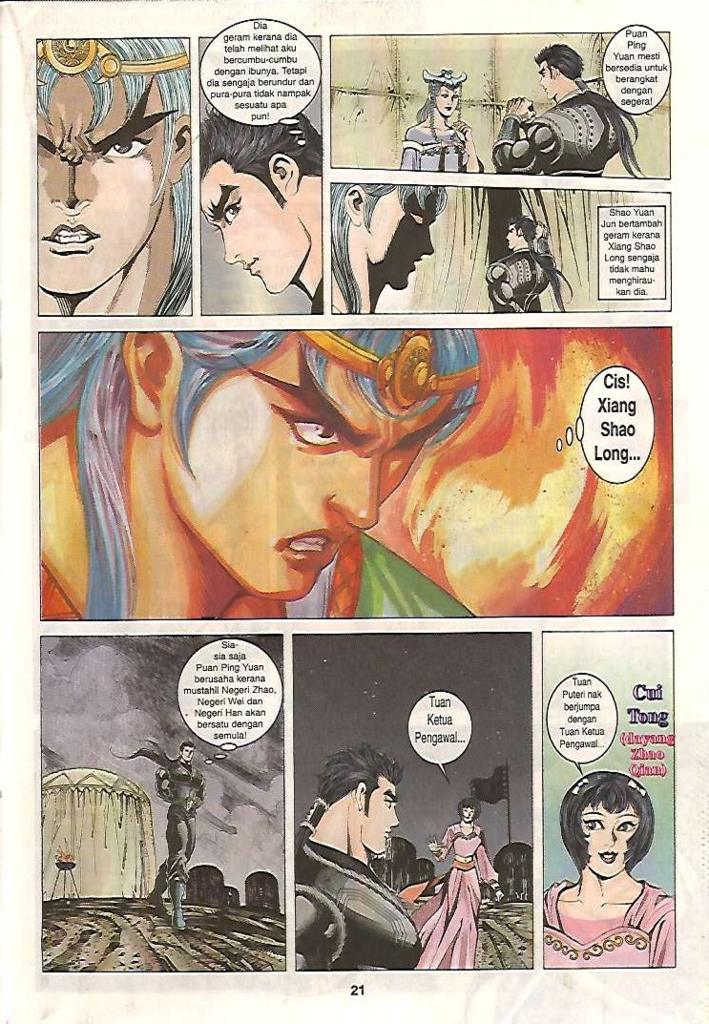 Dia
geram kerana dia
telah melihat aku
bercumbu-cumbu
dengan ibunya. Tetapi
dia sengaja berundur dan
pura-pura tidak nampak
sesuatu apa
pun!
Puan
Ping
Yuan mesti
bersedia untuk
berangkat
dengan
segera!
Shao Yuan
Jun bertambah
geram kerana
Xiang Shao
Long sengaja
tidak mahu
menghirau-
kan dia.
Cis!
Xiang
Shao
Long...
Sia-
sia saja
Puan Ping Yuan
berusaha kerana
mustahil Negeri Zhao,
Negeri Wei dan
Negeri Han akan
bersatu dengan
semula!
Tuan
Ketua
Pengawal...
Tuan
Puteri nak
berjumpa
dengan
Tuan Ketua
Pengawal...
Cui
Tong
(dayang
Zhao
Qian)
21